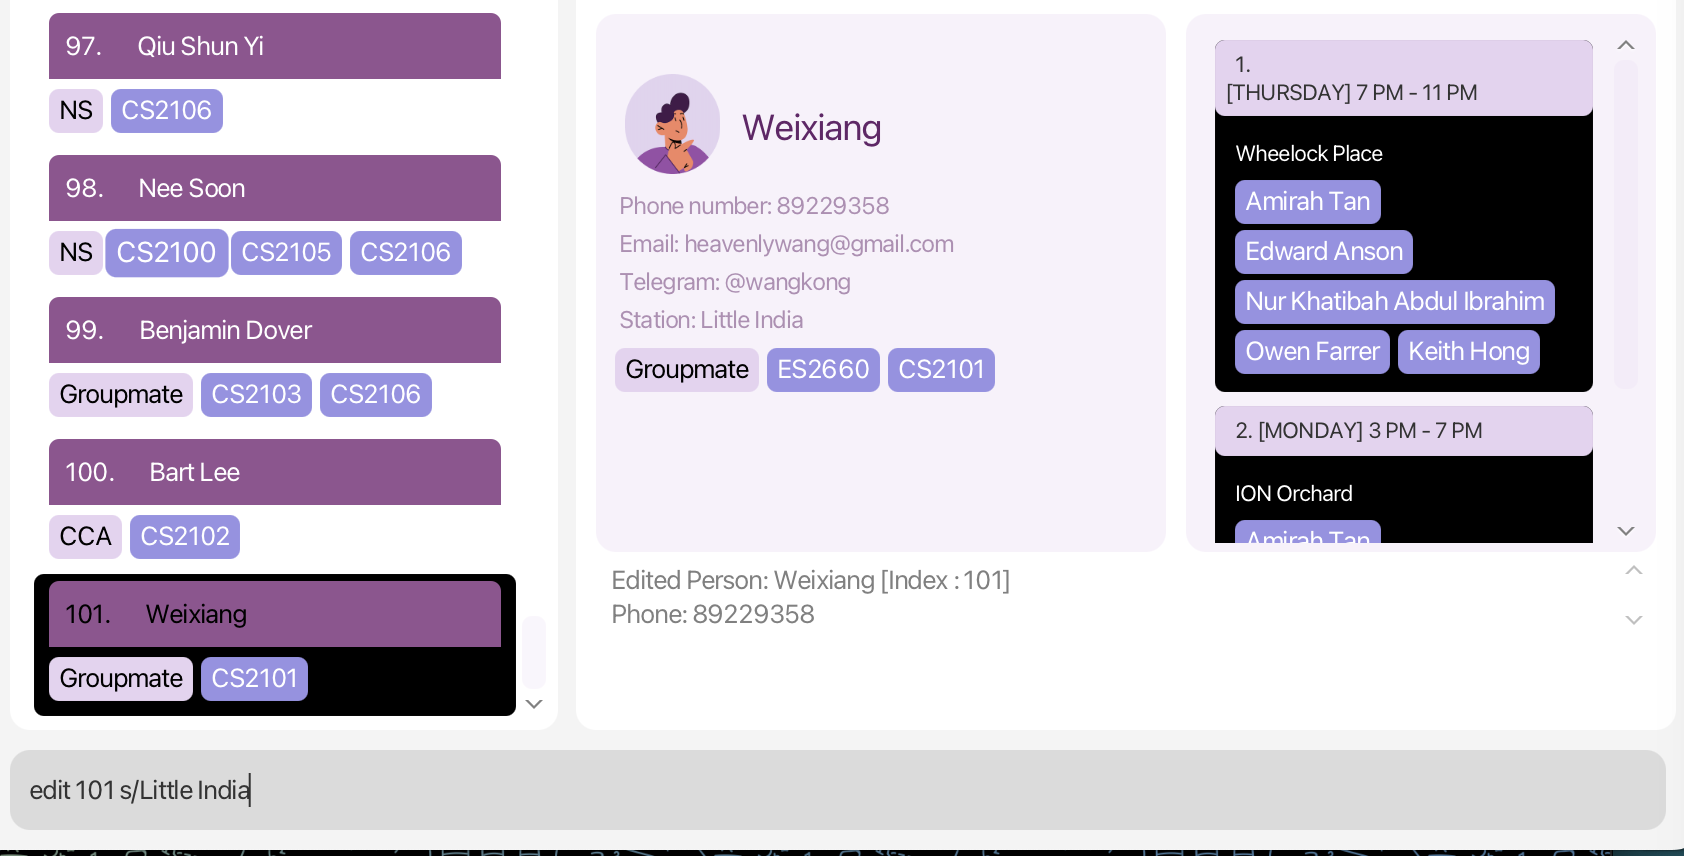 97. Qiu Shun Yi
NS CS2106
98. Nee Soon
NS CS2100 CS2105 CS2106
99. Benjamin Dover
Groupmate CS2103 CS2106
100. Bart Lee
CCA CS2102
101. Weixiang
Groupmate CS2101
Weixiang
Phone number: 89229358
Email: heavenlywang@gmail.com
Telegram: @wangkong
Station: Little India
Groupmate ES2660 CS2101
1.
[THURSDAY] 7 PM - 11 PM
Wheelock Place
Amirah Tan
Edward Anson
Nur Khatibah Abdul Ibrahim
Owen Farrer Keith Hong
2. [MONDAY] 3 PM - 7 PM
ION Orchard
Amirah Tan
Edited Person: Weixiang [Index : 101]
Phone: 89229358
edit 101 s/Little India